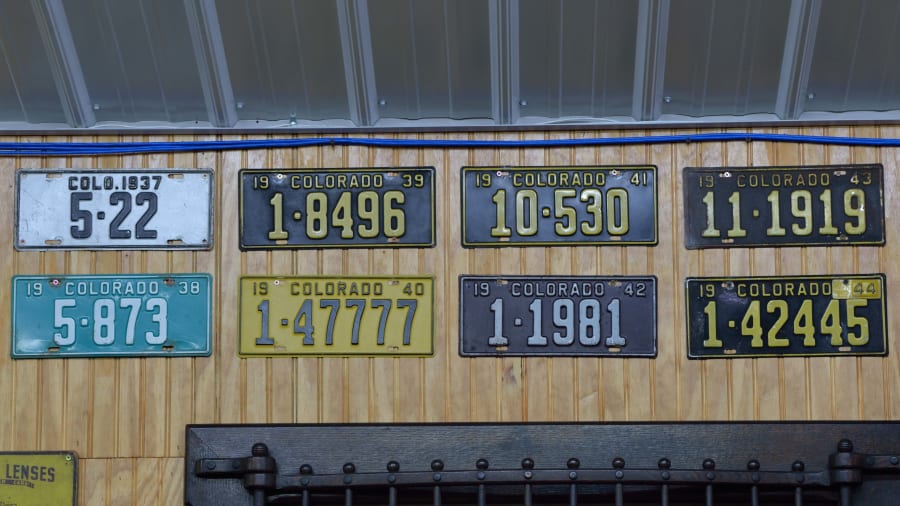 COLO. 1937
5-22
19 COLORADO 39
1-8496
19 COLORADO 41
10-530
19 COLORADO 43
11-1919
19 COLORADO 38
5-873
19 COLORADO 40
1-47777
19 COLORADO 42
1-1981
19 COLORADO 44
1-42445
LENSES